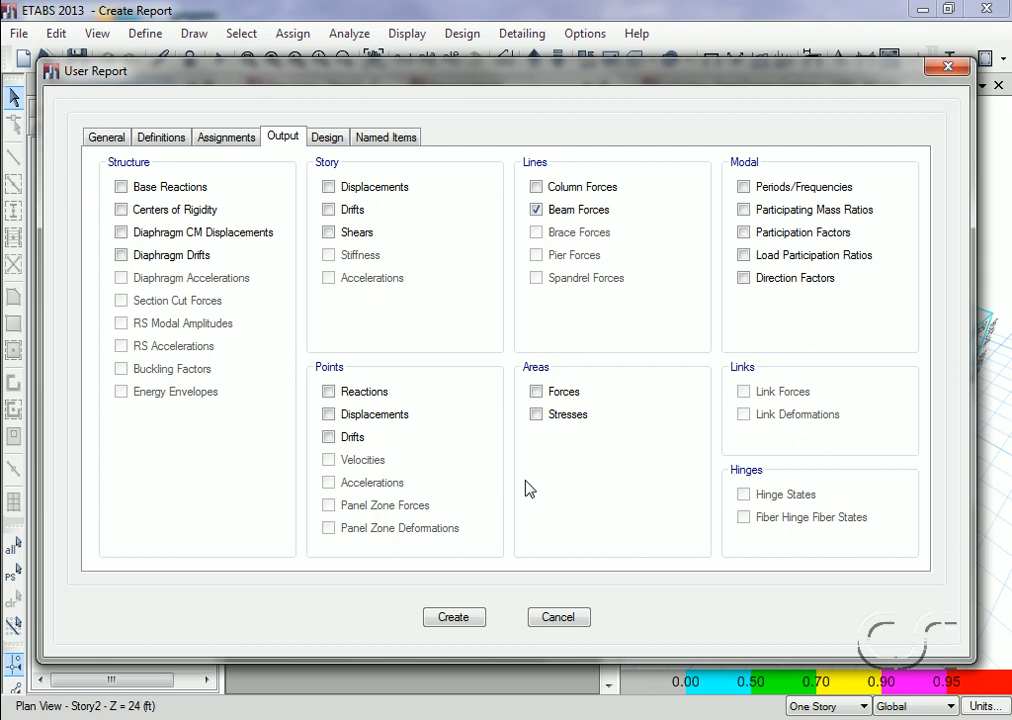 ETABS 2013 - Create Report
File Edit View Define Draw Select Assign Analyze Display Design Detailing Options Help
User Report
General Definitions Assignments Output Design Named Items
Structure
Base Reactions
Centers of Rigidity
Diaphragm CM Displacements
Diaphragm Drifts
Diaphragm Accelerations
Section Cut Forces
RS Modal Amplitudes
RS Accelerations
Buckling Factors
Energy Envelopes
Story
Displacements
Drifts
Shears
Stiffness
Accelerations
Lines
Column Forces
Beam Forces
Brace Forces
Pier Forces
Spandrel Forces
Modal
Periods/Frequencies
Participating Mass Ratios
Participation Factors
Load Participation Ratios
Direction Factors
Points
Reactions
Displacements
Drifts
Velocities
Accelerations
Panel Zone Forces
Panel Zone Deformations
Areas
Forces
Stresses
Links
Link Forces
Link Deformations
Hinges
Hinge States
Fiber Hinge Fiber States
Create Cancel
all
PS
clr
0.00 0.50 0.70 0.90 0.95
Plan View - Story2 - Z = 24 (ft) One Story Global Units...